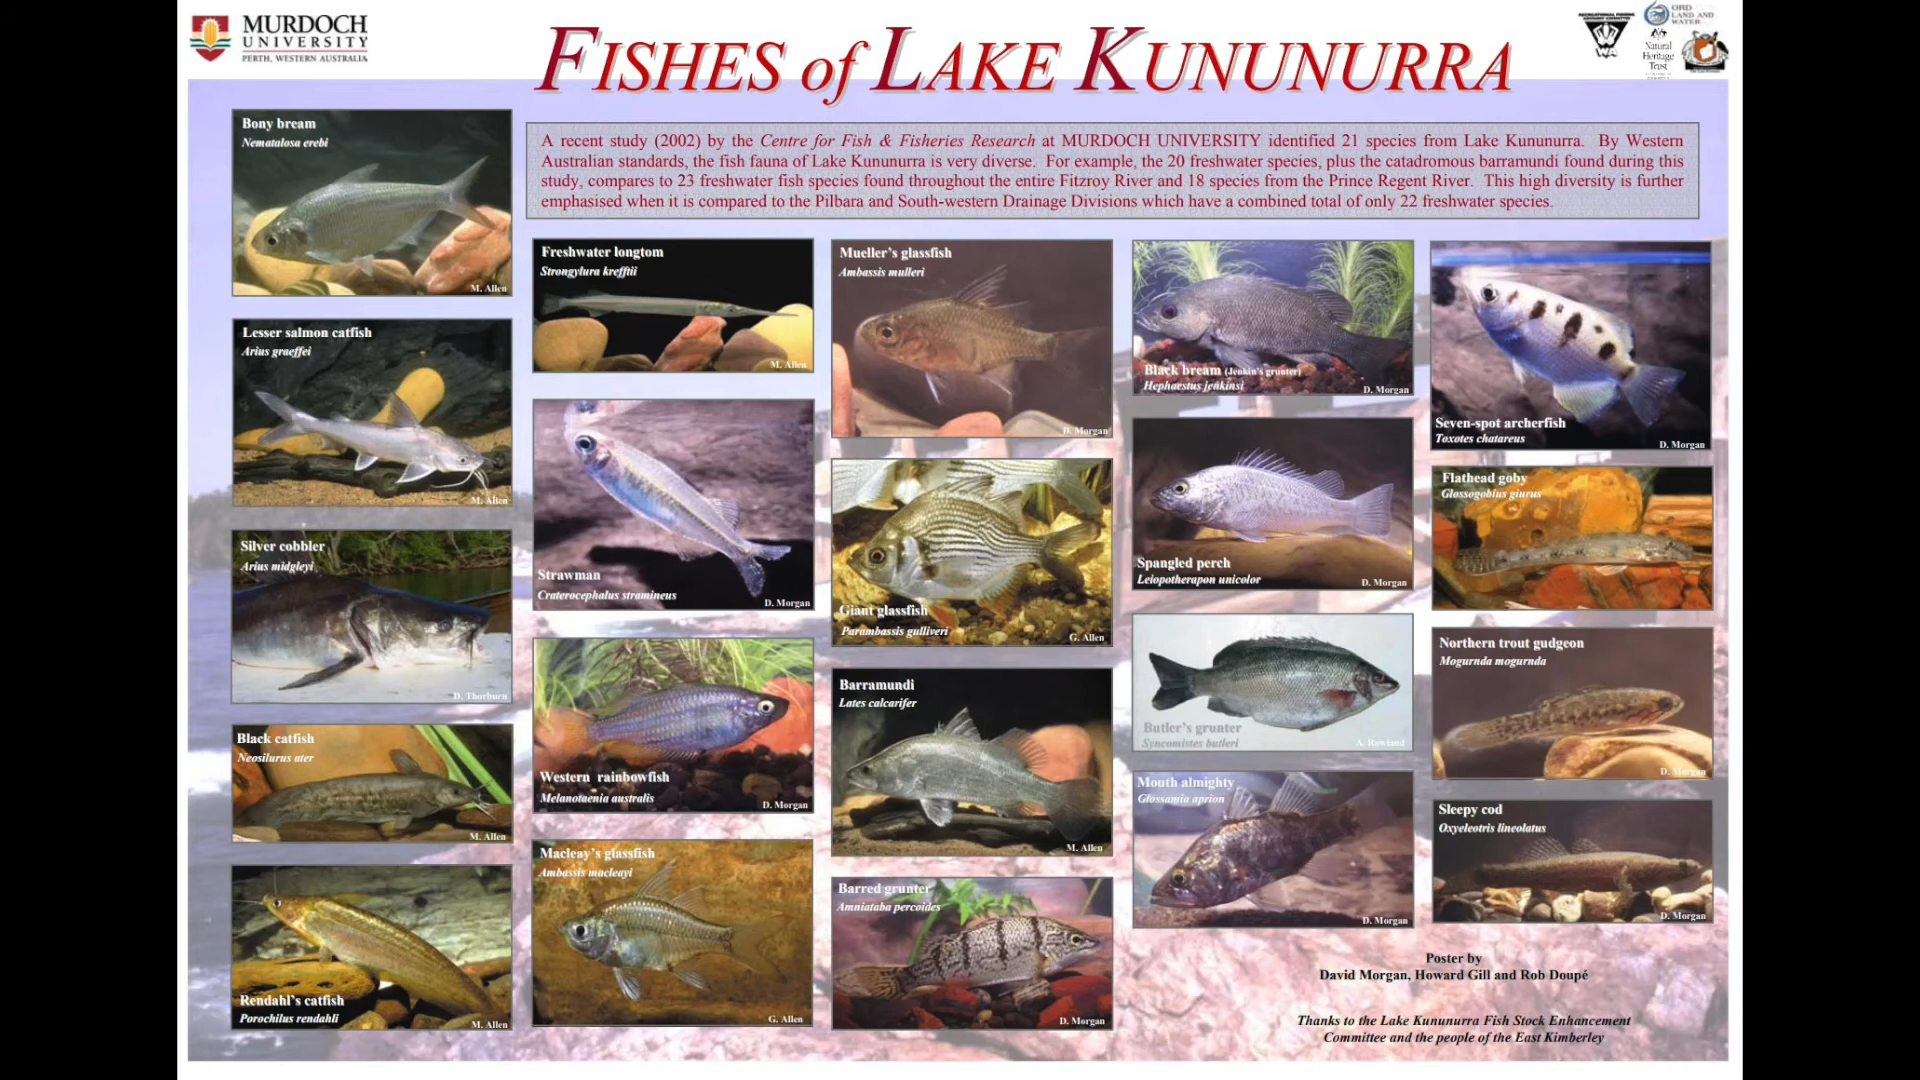 MURDOCH
UNIVERSITY
PERTH, WESTERN AUSTRALIA
FISHES of LAKE KUNUNURRA
WA
ORD
LAND AND
WATER
Natural
Heritage
Trust
A recent study (2002) by the Centre for Fish & Fisheries Research at MURDOCH UNIVERSITY identified 21 species from Lake Kununurra. By Western
Australian standards, the fish fauna of Lake Kununurra is very diverse. For example, the 20 freshwater species, plus the catadromous barramundi found during this
study, compares to 23 freshwater fish species found throughout the entire Fitzroy River and 18 species from the Prince Regent River. This high diversity is further
emphasised when it is compared to the Pilbara and South-western Drainage Divisions which have a combined total of only 22 freshwater species.
Bony bream
Nematalosa erebi
M. Allen
Lesser salmon catfish
Arius graeffei
M. Allen
Silver cobbler
Arius midgleyi
D. Thorburn
Black catfish
Neosilurus ater
M. Allen
Rendahl's catfish
Porochilus rendahli
M. Allen
Freshwater longtom
Strongylura krefftii
M. Allen
Strawman
Craterocephalus stramineus
D. Morgan
Western rainbowfish
Melanotaenia australis
D. Morgan
Macleay's glassfish
Ambassis macleayi
G. Allen
Mueller's glassfish
Ambassis mulleri
D. Morgan
Giant glassfish
Parambassis gulliveri
G. Allen
Barramundi
Lates calcarifer
M. Allen
Barred grunter
Amniataba percoides
D. Morgan
Black bream (Jenkin's grunter)
Hephaestus jenkinsi
D. Morgan
Spangled perch
Leiopotherapon unicolor
D. Morgan
Butler's grunter
Syncomistes butleri
A. Rowland
Mouth almighty
Glossamia aprion
D. Morgan
Seven-spot archerfish
Toxotes chatareus
D. Morgan
Flathead goby
Glossogobius giurus
Northern trout gudgeon
Mogurnda mogurnda
D. Morgan
Sleepy cod
Oxyeleotris lineolatus
D. Morgan
Poster by
David Morgan, Howard Gill and Rob Doupé
Thanks to the Lake Kununurra Fish Stock Enhancement
Committee and the people of the East Kimberley